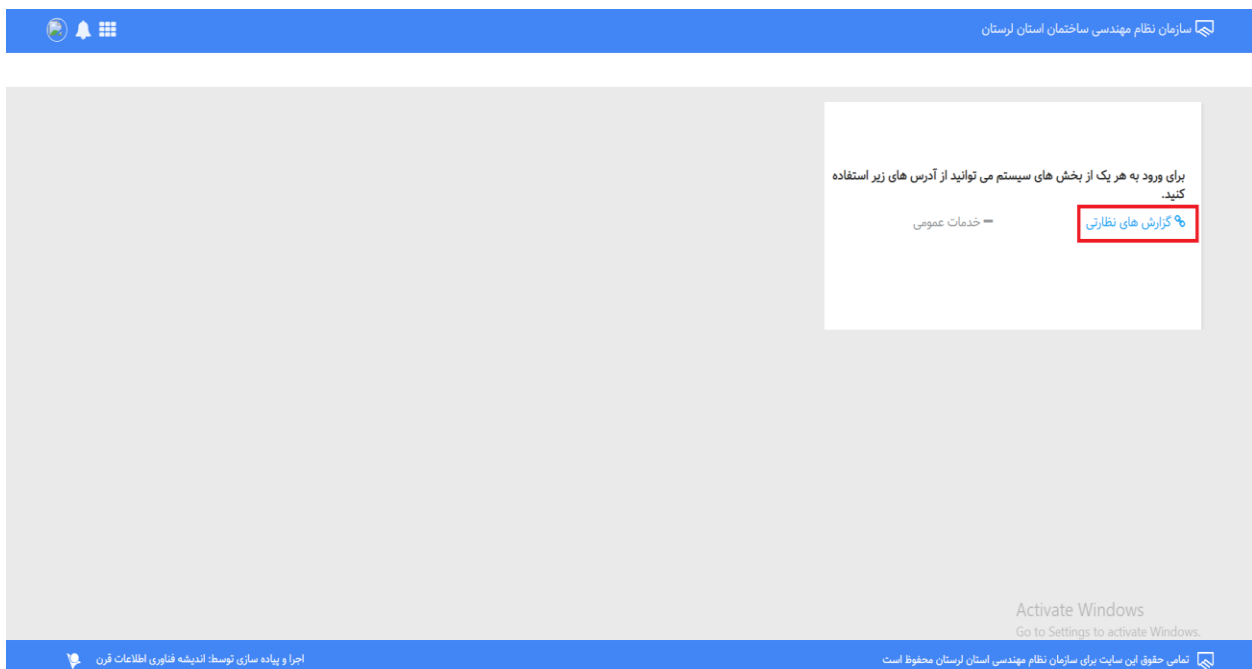 سازمان نظام مهندسی ساختمان استان لرستان
برای ورود به هر یک از بخش های سیستم می توانید از آدرس های زیر استفاده
کنید.
گزارش های نظارتی
خدمات عمومی
Activate Windows
Go to Settings to activate Windows.
تمامی حقوق این سایت برای سازمان نظام مهندسی استان لرستان محفوظ است
اجرا و پیاده سازی توسط: اندیشه فناوری اطلاعات قرن